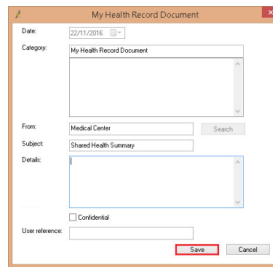 My Health Record Document
Date: 22/11/2016
Category: My Health Record Document
From: Medical Center Search
Subject: Shared Health Summary
Details:
Confidential
User reference:
Save Cancel